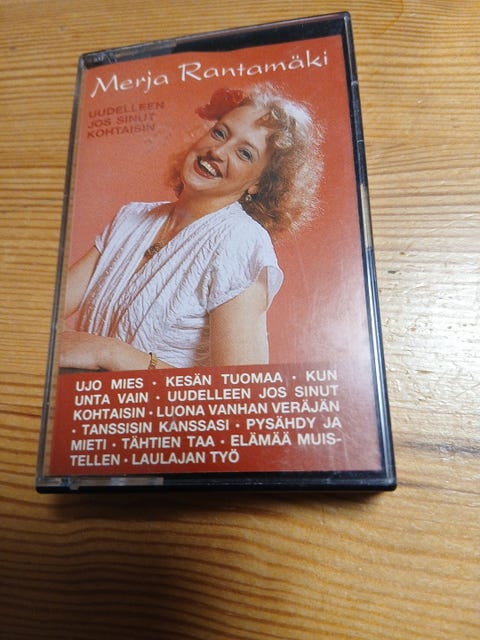 Merja Rantamäki
UUDELLEEN
JOS SINUT
KOHTAISIN
UJO MIES · KESÄN TUOMAA · KUN
UNTA VAIN · UUDELLEEN JOS SINUT
KOHTAISIN · LUONA VANHAN VERÄJÄN
· TANSSISIN KANSSASI · PYSÄHDY JA
MIETI · TÄHTIEN TAA · ELÄMÄÄ MUIS-
TELLEN · LAULAJAN TYÖ